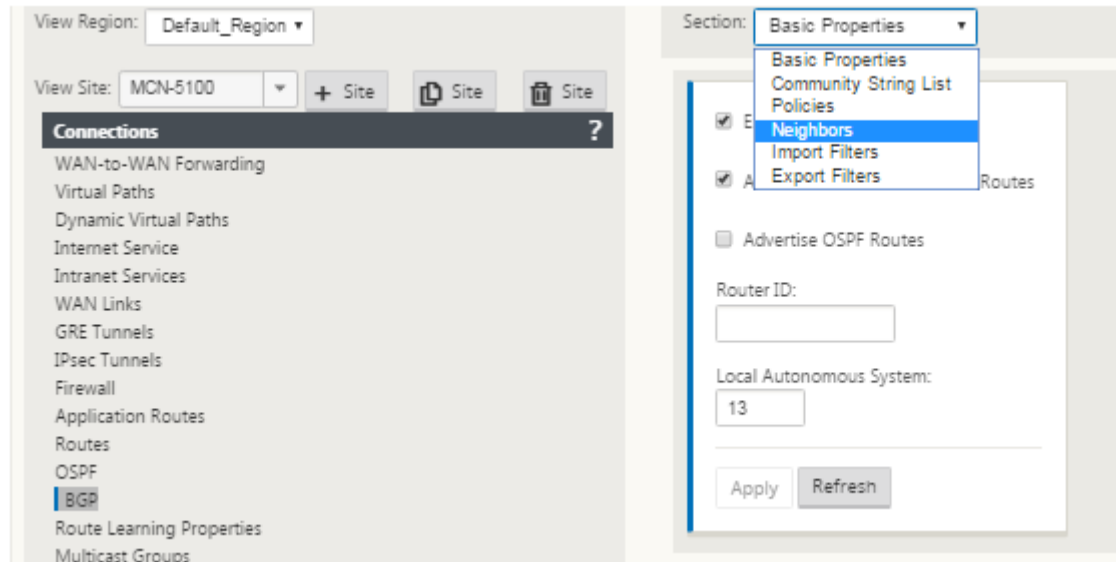 View Region: Default_Region
View Site: MCN-5100 + Site Site Site
Connections ?
WAN-to-WAN Forwarding
Virtual Paths
Dynamic Virtual Paths
Internet Service
Intranet Services
WAN Links
GRE Tunnels
IPsec Tunnels
Firewall
Application Routes
Routes
OSPF
BGP
Route Learning Properties
Multicast Groups
Section: Basic Properties
Basic Properties
Community String List
Policies
Neighbors
Import Filters
Export Filters
E
A Routes
Advertise OSPF Routes
Router ID:
Local Autonomous System:
13
Apply Refresh